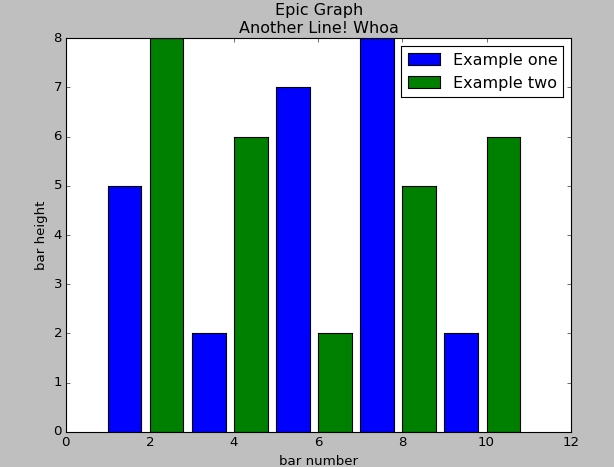 Epic Graph
Another Line! Whoa
Example one
Example two
8
7
6
5
4
3
2
1
0
bar height
0 2 4 6 8 10 12
bar number